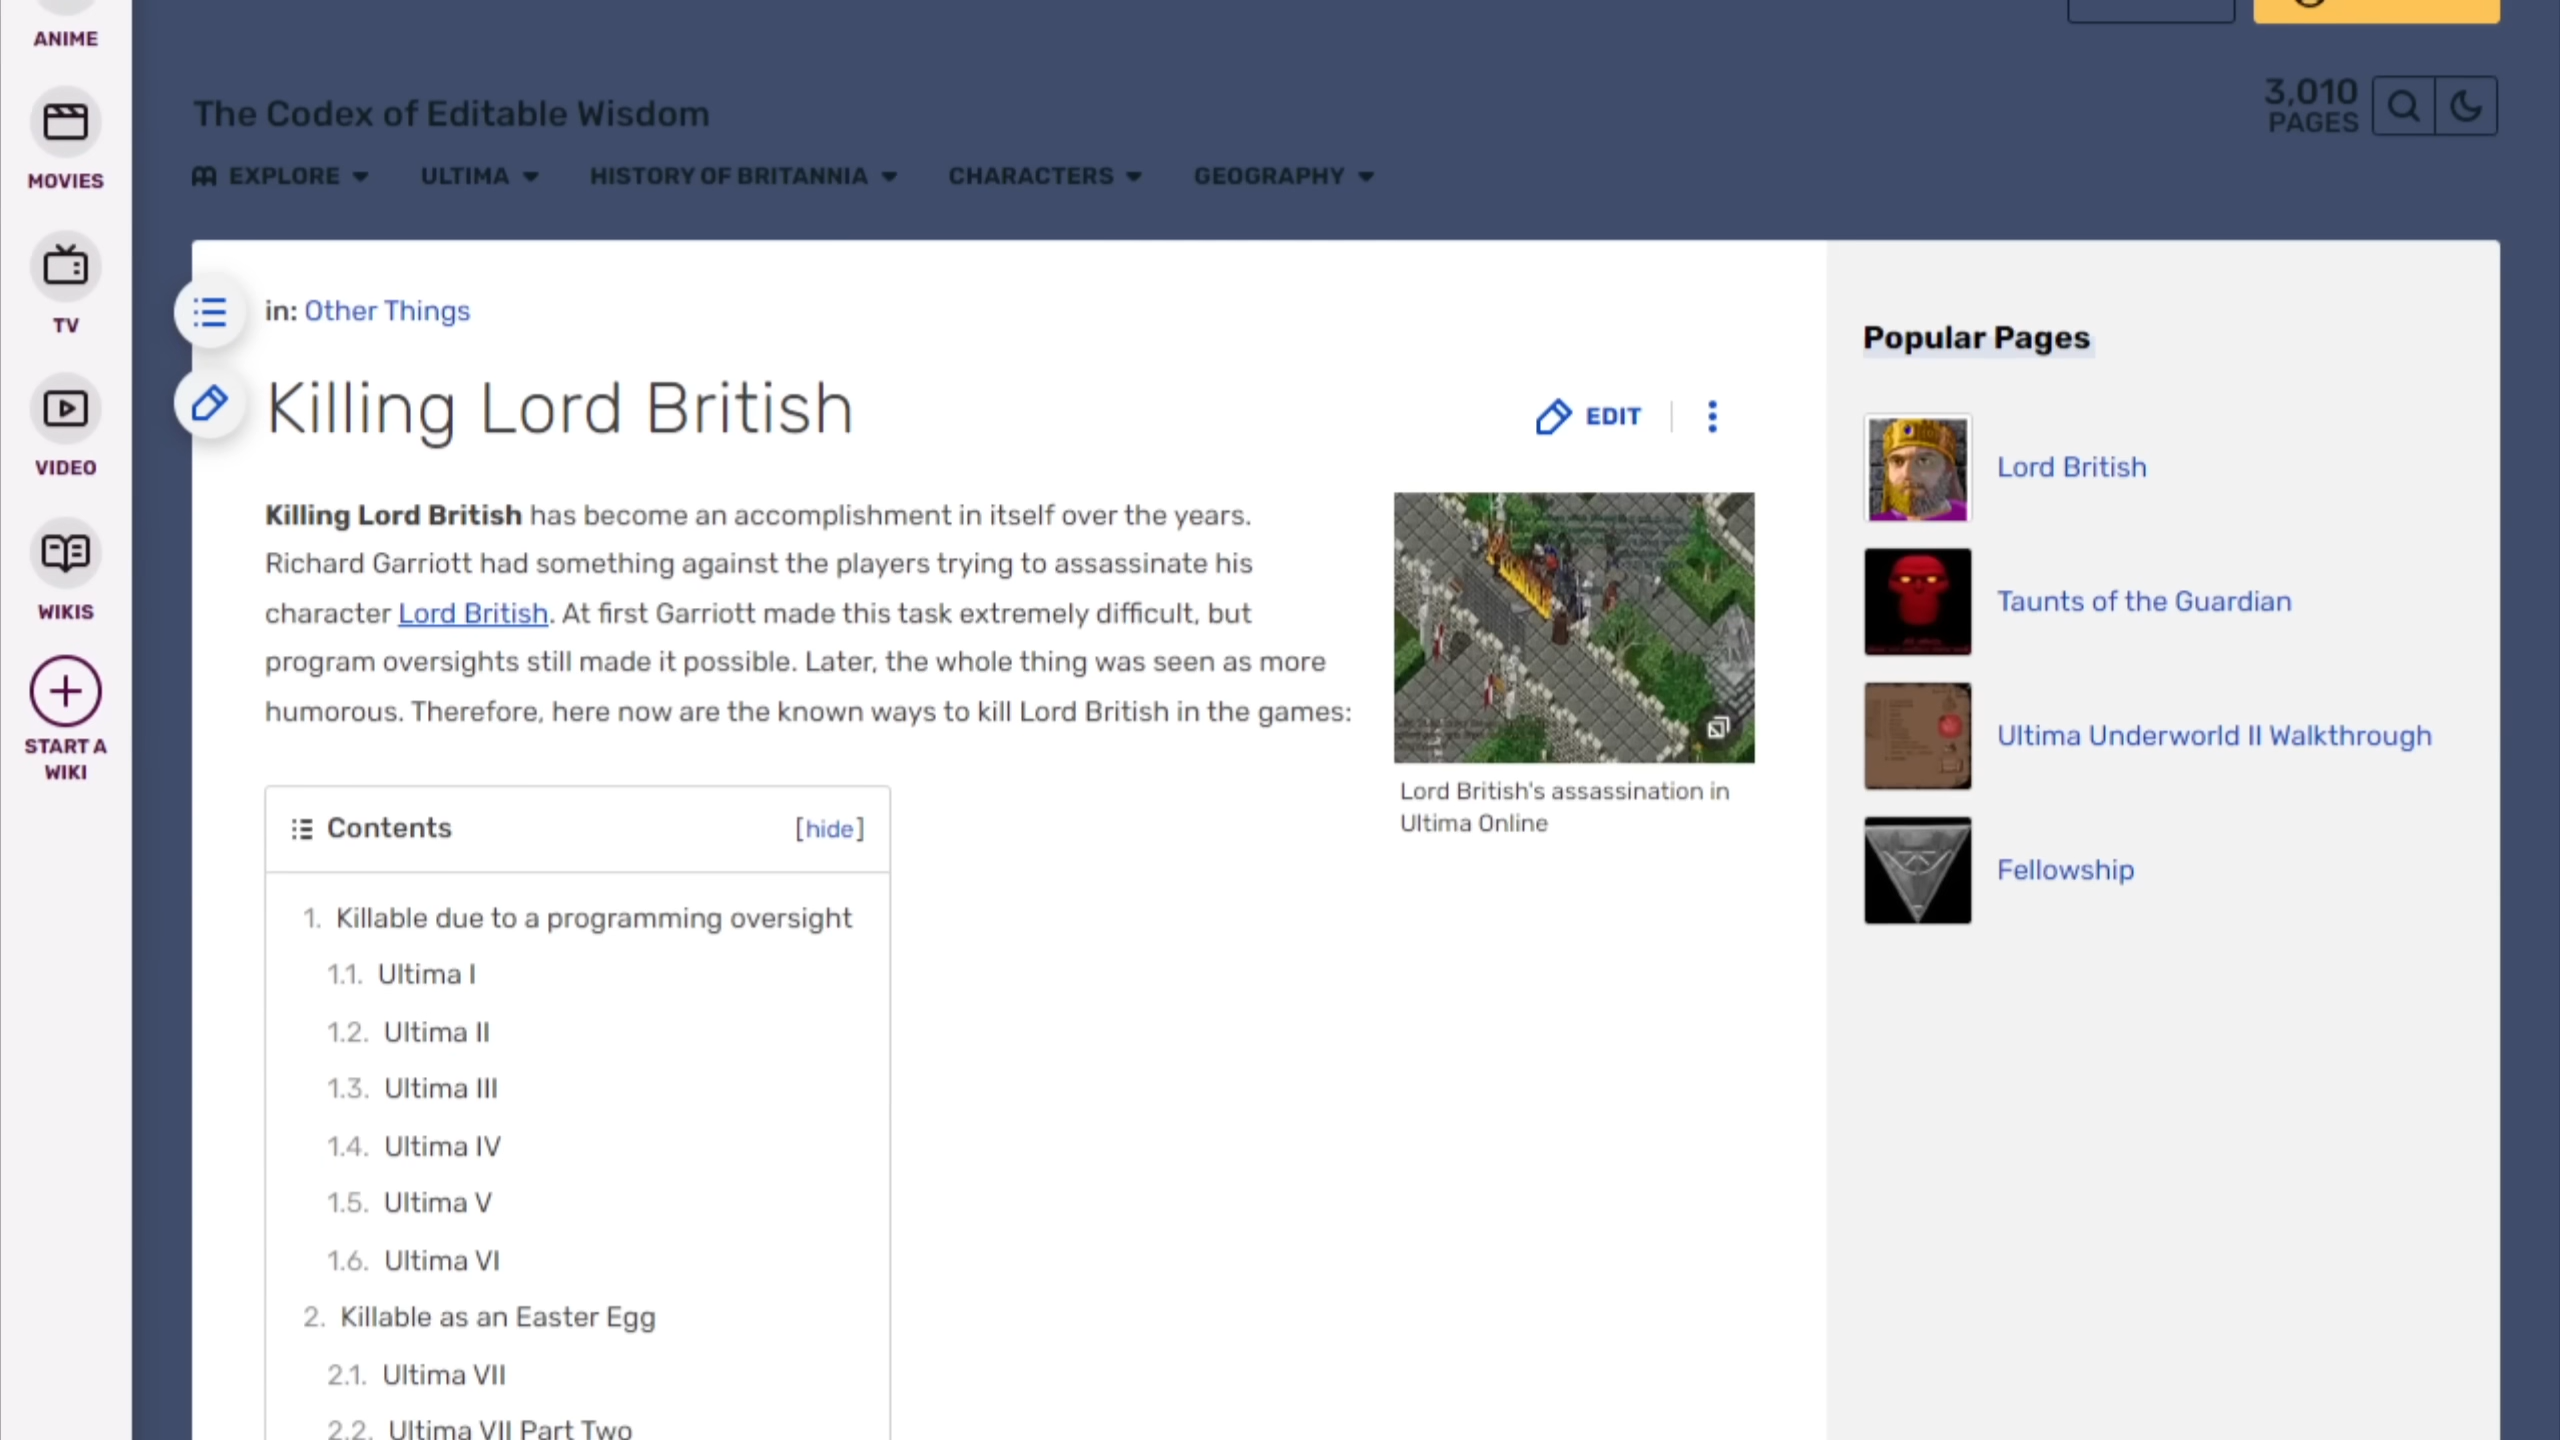 ANIME
MOVIES
TV
VIDEO
WIKIS
START A
WIKI
The Codex of Editable Wisdom
3,010
PAGES
EXPLORE
ULTIMA
HISTORY OF BRITANNIA
CHARACTERS
GEOGRAPHY
in: Other Things
Killing Lord British
EDIT
Killing Lord British has become an accomplishment in itself over the years.
Richard Garriott had something against the players trying to assassinate his
character Lord British. At first Garriott made this task extremely difficult, but
program oversights still made it possible. Later, the whole thing was seen as more
humorous. Therefore, here now are the known ways to kill Lord British in the games:
Lord British's assassination in
Ultima Online
Contents
[hide]
1. Killable due to a programming oversight
1.1. Ultima I
1.2. Ultima II
1.3. Ultima III
1.4. Ultima IV
1.5. Ultima V
1.6. Ultima VI
2. Killable as an Easter Egg
2.1. Ultima VII
2.2. Ultima VII Part Two
Popular Pages
Lord British
Taunts of the Guardian
Ultima Underworld II Walkthrough
Fellowship